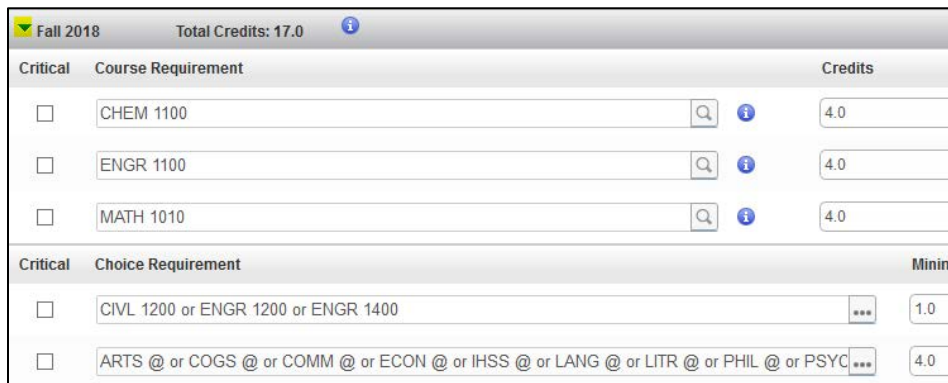 Fall 2018 Total Credits: 17.0
Critical Course Requirement Credits
CHEM 1100 4.0
ENGR 1100 4.0
MATH 1010 4.0
Critical Choice Requirement Minin
CIVL 1200 or ENGR 1200 or ENGR 1400 ... 1.0
ARTS @ or COGS @ or COMM @ or ECON @ or IHSS @ or LANG @ or LITR @ or PHIL @ or PSYC ... 4.0